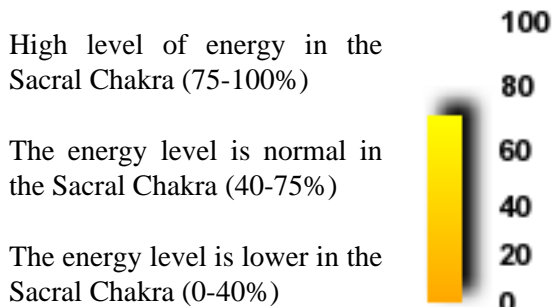 High level of energy in the
Sacral Chakra (75-100%)
The energy level is normal in
the Sacral Chakra (40-75%)
The energy level is lower in the
Sacral Chakra (0-40%)
100
80
60
40
20
0